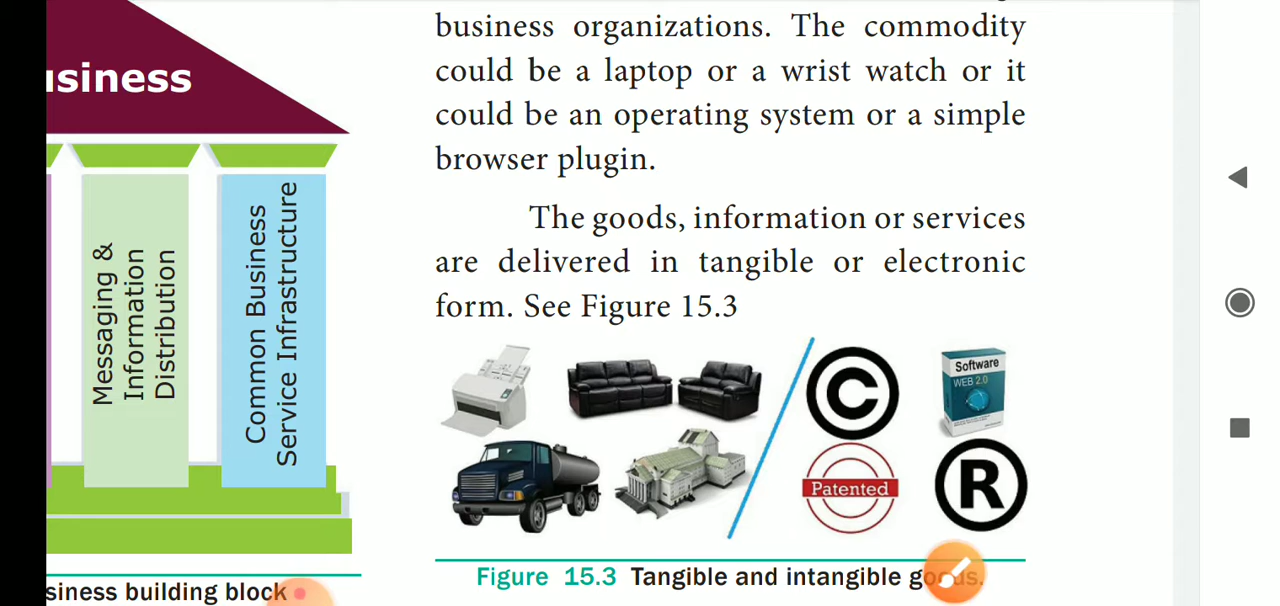 usiness
Messaging &
Information
Distribution
Common Business
Service Infrastructure
siness building block
business organizations. The commodity
could be a laptop or a wrist watch or it
could be an operating system or a simple
browser plugin.
The goods, information or services
are delivered in tangible or electronic
form. See Figure 15.3
C
Software
WEB 2.0
Patented
R
Figure 15.3 Tangible and intangible goods.